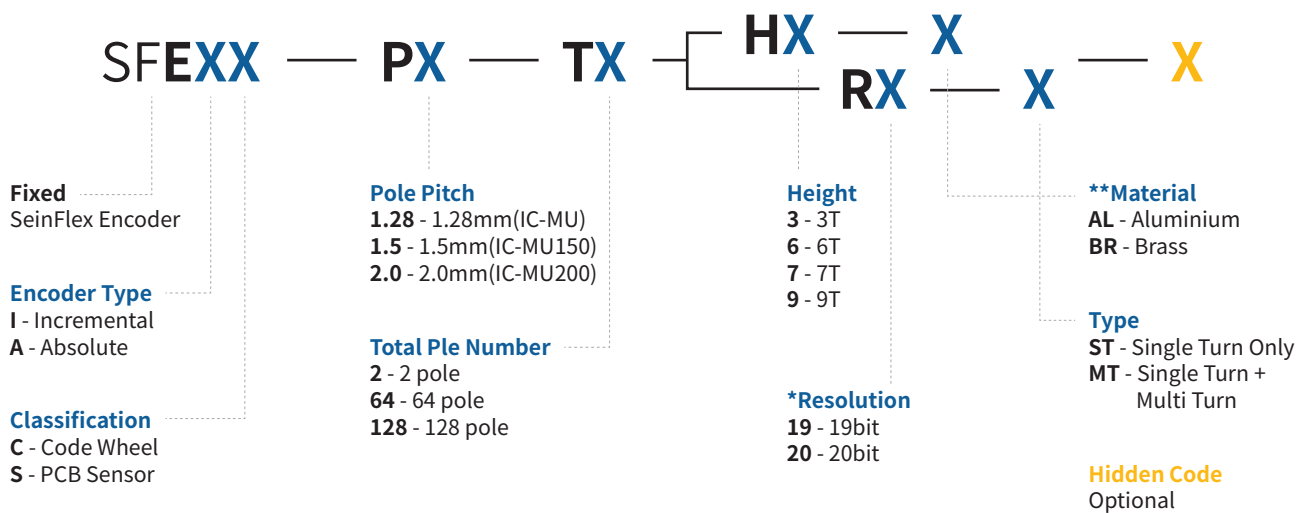 SFEXX PX TX HX X
RX X X
Fixed
SeinFlex Encoder
Encoder Type
I - Incremental
A - Absolute
Classification
C - Code Wheel
S - PCB Sensor
Pole Pitch
1.28 - 1.28mm(IC-MU)
1.5 - 1.5mm(IC-MU150)
2.0 - 2.0mm(IC-MU200)
Total Ple Number
2 - 2 pole
64 - 64 pole
128 - 128 pole
Height
3 - 3T
6 - 6T
7 - 7T
9 - 9T
*Resolution
19 - 19bit
20 - 20bit
**Material
AL - Aluminium
BR - Brass
Type
ST - Single Turn Only
MT - Single Turn +
Multi Turn
Hidden Code
Optional